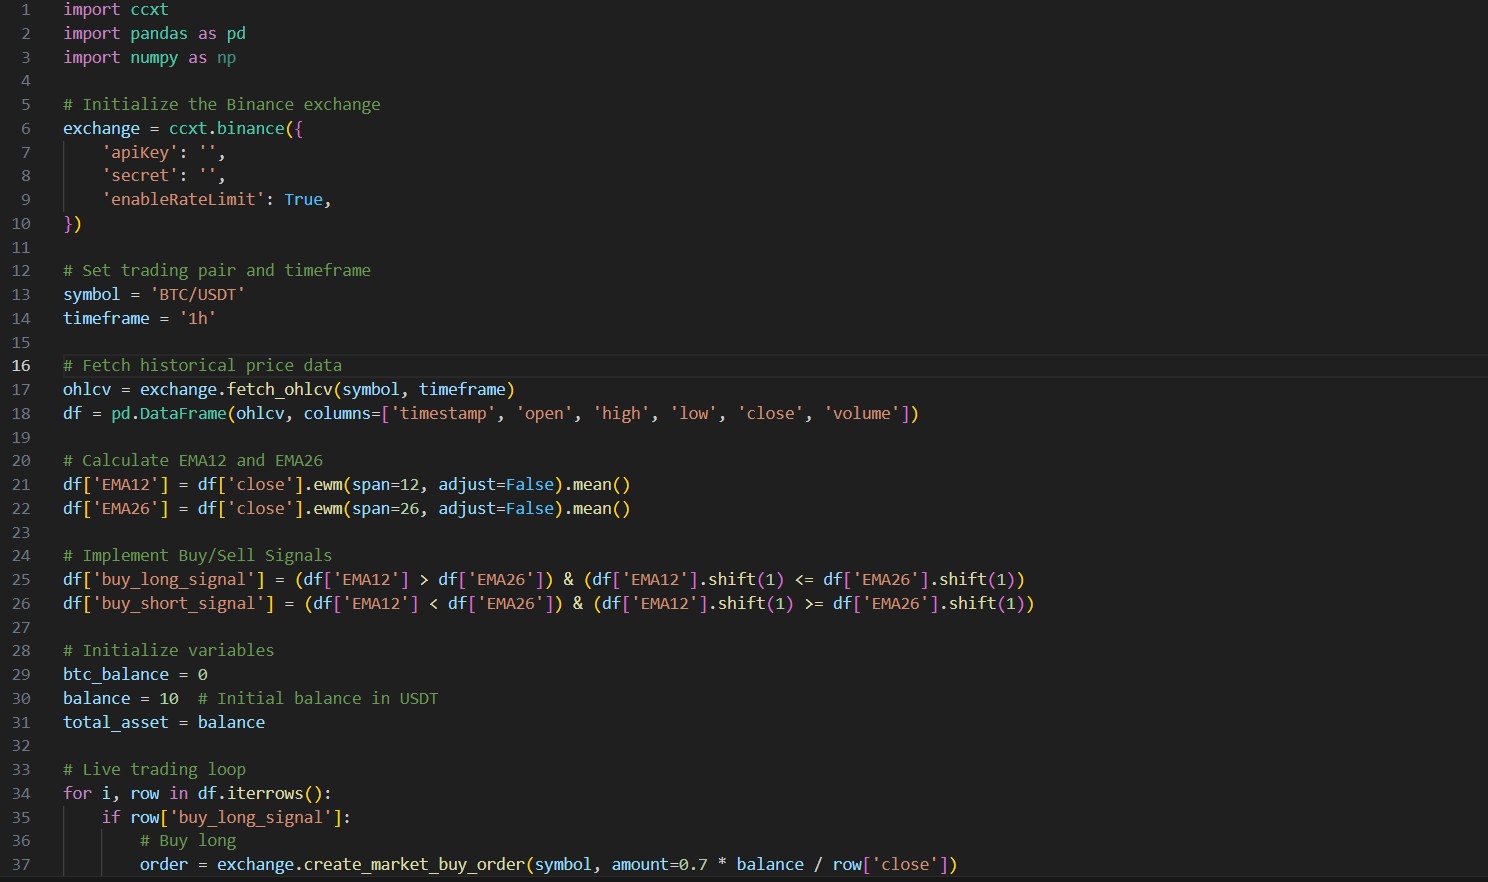 1 import ccxt
2 import pandas as pd
3 import numpy as np
4
5 # Initialize the Binance exchange
6 exchange = ccxt.binance({
7     'apiKey': '',
8     'secret': '',
9     'enableRateLimit': True,
10 })
11
12 # Set trading pair and timeframe
13 symbol = 'BTC/USDT'
14 timeframe = '1h'
15
16 # Fetch historical price data
17 ohlcv = exchange.fetch_ohlcv(symbol, timeframe)
18 df = pd.DataFrame(ohlcv, columns=['timestamp', 'open', 'high', 'low', 'close', 'volume'])
19
20 # Calculate EMA12 and EMA26
21 df['EMA12'] = df['close'].ewm(span=12, adjust=False).mean()
22 df['EMA26'] = df['close'].ewm(span=26, adjust=False).mean()
23
24 # Implement Buy/Sell Signals
25 df['buy_long_signal'] = (df['EMA12'] > df['EMA26']) & (df['EMA12'].shift(1) <= df['EMA26'].shift(1))
26 df['buy_short_signal'] = (df['EMA12'] < df['EMA26']) & (df['EMA12'].shift(1) >= df['EMA26'].shift(1))
27
28 # Initialize variables
29 btc_balance = 0
30 balance = 10  # Initial balance in USDT
31 total_asset = balance
32
33 # Live trading loop
34 for i, row in df.iterrows():
35     if row['buy_long_signal']:
36         # Buy long
37         order = exchange.create_market_buy_order(symbol, amount=0.7 * balance / row['close'])